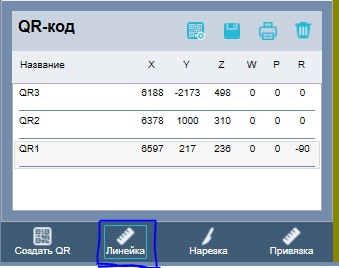 QR-код
Название X Y Z W P R
QR3 6188 -2173 498 0 0 0
QR2 6378 1000 310 0 0 0
QR1 6597 217 236 0 0 -90
Создать QR Линейка Нарезка Привязка